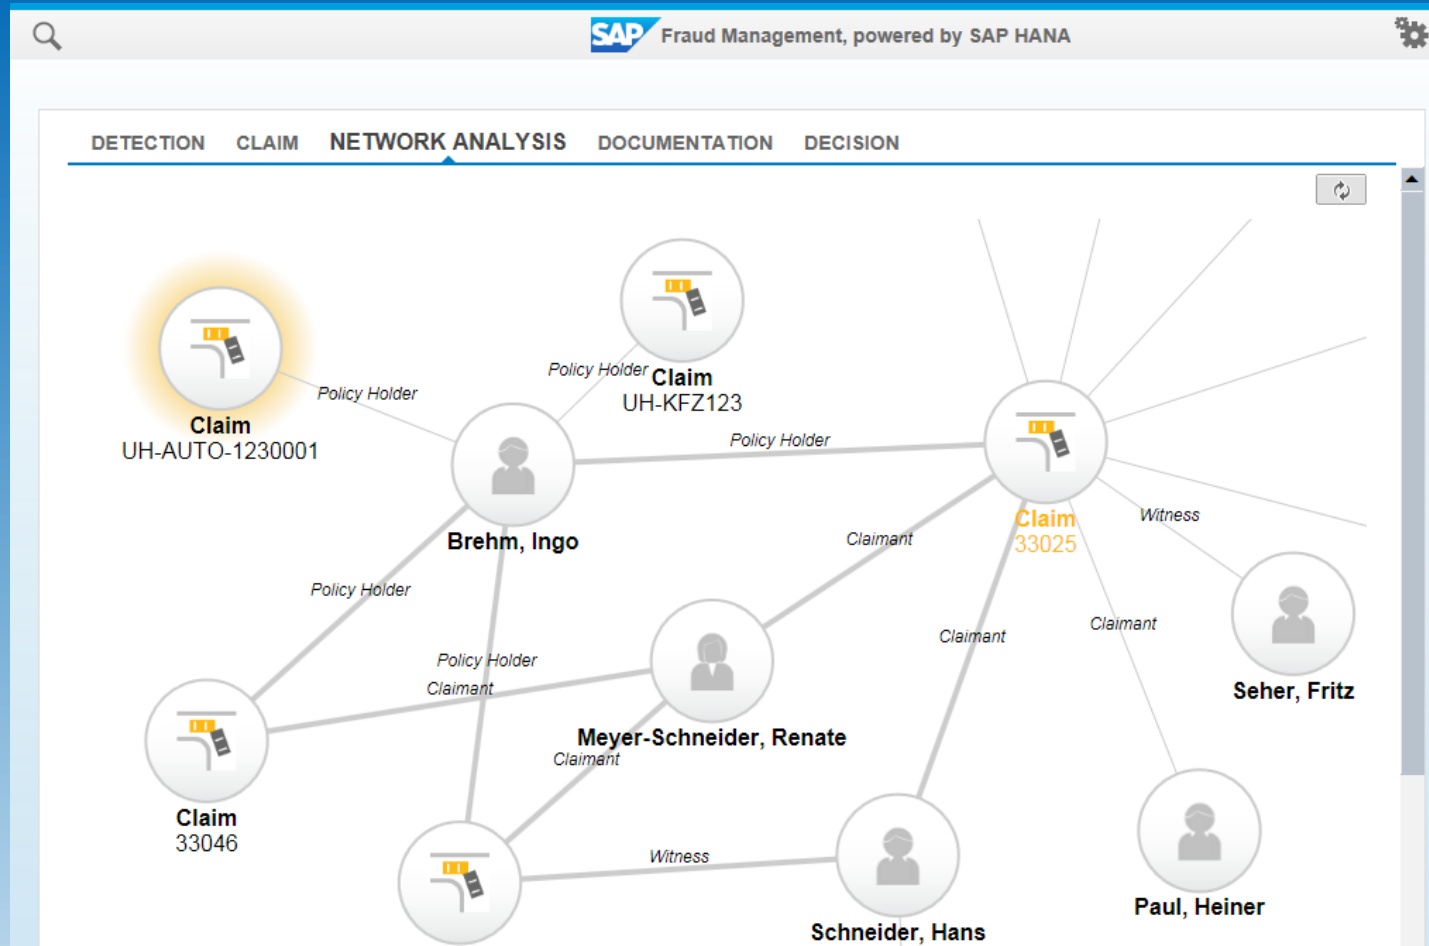 SAP Fraud Management, powered by SAP HANA
DETECTION CLAIM NETWORK ANALYSIS DOCUMENTATION DECISION
Policy Holder
Policy Holder
Claim
UH-KFZ123
Claim
UH-AUTO-1230001
Policy Holder
Brehm, Ingo
Claimant
Claim
33025
Witness
Policy Holder
Claimant
Claimant
Policy Holder
Claimant
Seher, Fritz
Meyer-Schneider, Renate
Claimant
Claim
33046
Witness
Paul, Heiner
Schneider, Hans